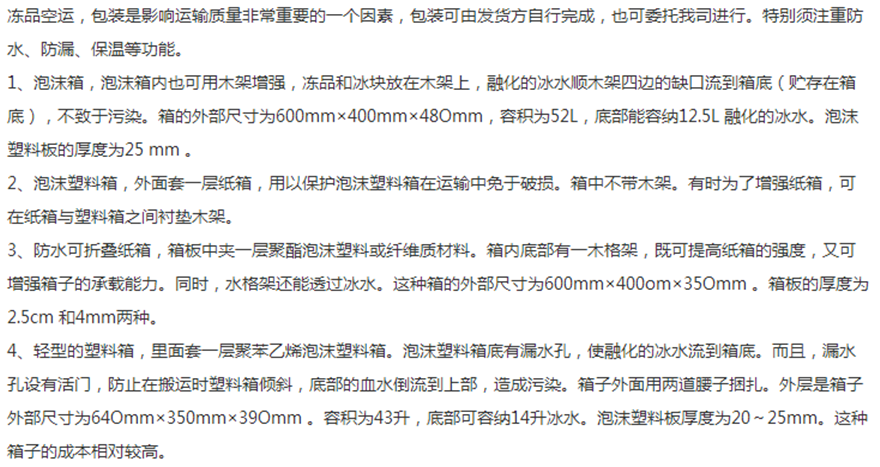 冻品空运，包装是影响运输质量非常重要的一个因素，包装可由发货方自行完成，也可委托我司进行。特别须注重防
水、防漏、保温等功能。
1、泡沫箱，泡沫箱内也可用木架增强，冻品和冰块放在木架上，融化的冰水顺木架四边的缺口流到箱底（贮存在箱
底），不致于污染。箱的外部尺寸为600mm×400mm×48Omm，容积为52L，底部能容纳12.5L 融化的冰水。泡沫
塑料板的厚度为25 mm 。
2、泡沫塑料箱，外面套一层纸箱，用以保护泡沫塑料箱在运输中免于破损。箱中不带木架。有时为了增强纸箱，可
在纸箱与塑料箱之间衬垫木架。
3、防水可折叠纸箱，箱板中夹一层聚酯泡沫塑料或纤维质材料。箱内底部有一木格架，既可提高纸箱的强度，又可
增强箱子的承载能力。同时，水格架还能透过冰水。这种箱的外部尺寸为600mm×400om×35Omm 。箱板的厚度为
2.5cm 和4mm两种。
4、轻型的塑料箱，里面套一层聚苯乙烯泡沫塑料箱。泡沫塑料箱底有漏水孔，使融化的冰水流到箱底。而且，漏水
孔设有活门，防止在搬运时塑料箱倾斜，底部的血水倒流到上部，造成污染。箱子外面用两道腰子捆扎。外层是箱子
外部尺寸为64Omm×350mm×39Omm 。容积为43升，底部可容纳14升冰水。泡沫塑料板厚度为20～25mm。这种
箱子的成本相对较高。